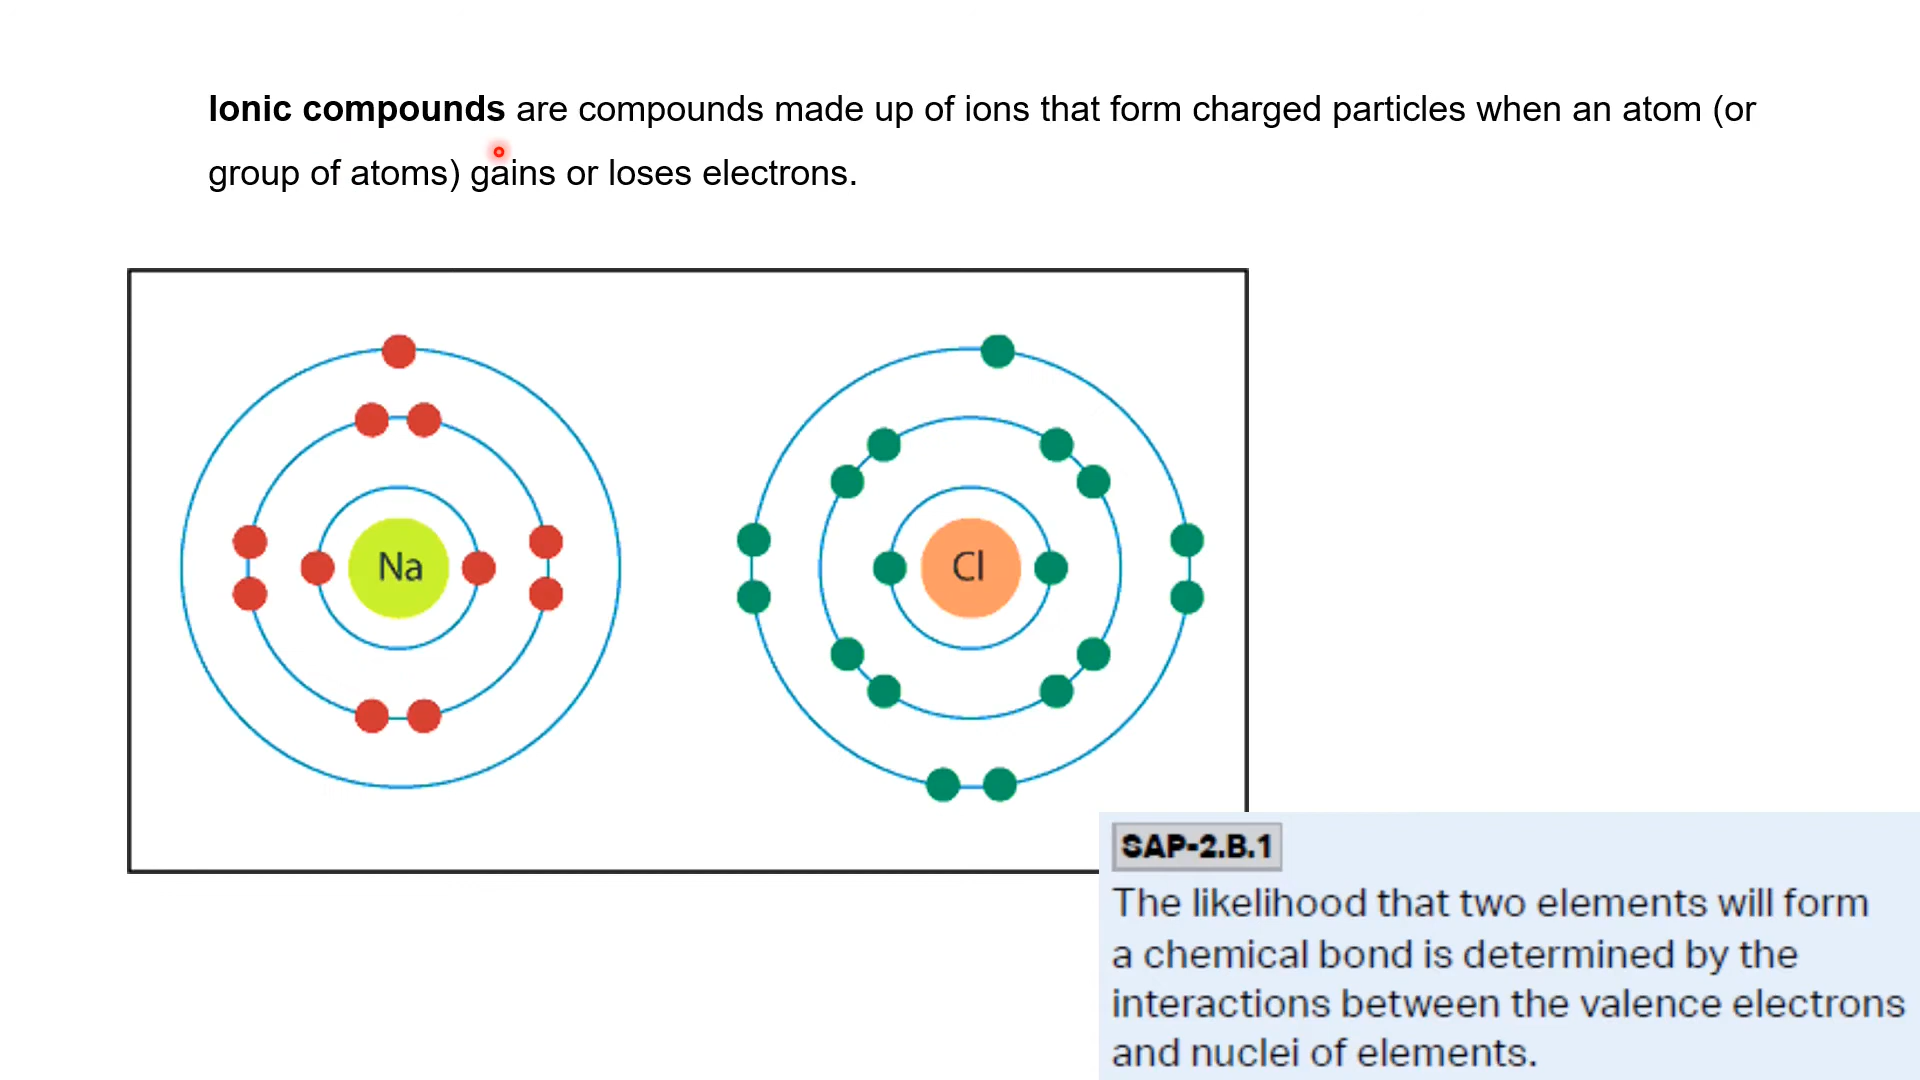 Ionic compounds are compounds made up of ions that form charged particles when an atom (or
group of atoms) gains or loses electrons.
Na
Cl
SAP-2.B.1
The likelihood that two elements will form
a chemical bond is determined by the
interactions between the valence electrons
and nuclei of elements.